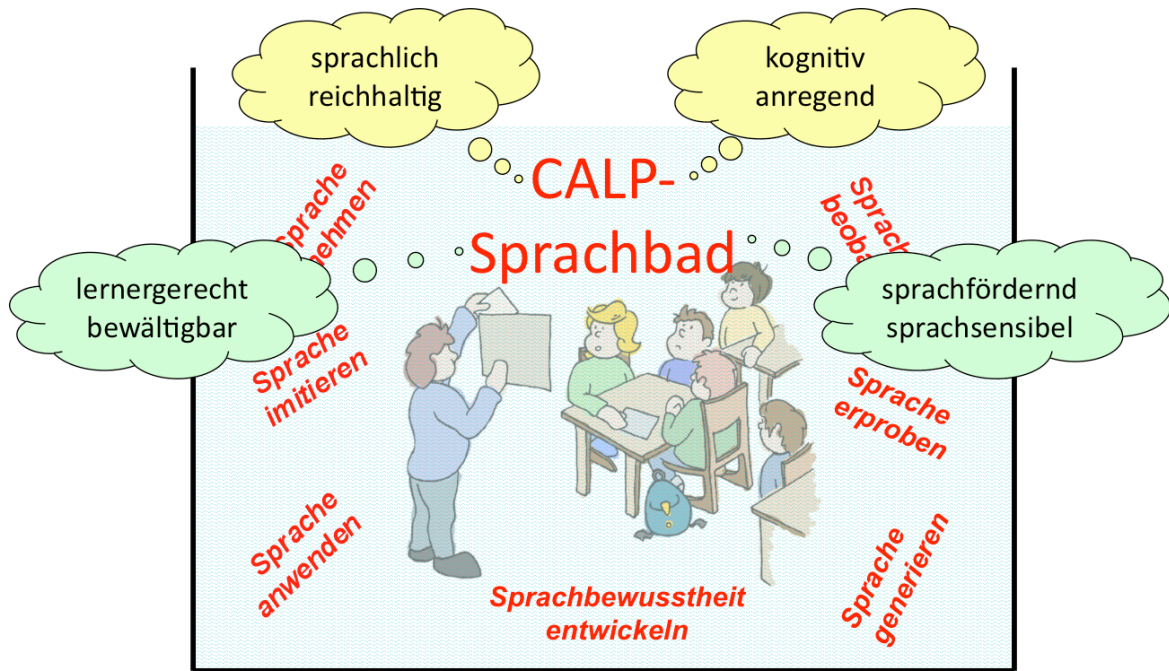 sprachlich
reichhaltig
kognitiv
anregend
CALP-
Sprachbad
lernergerecht
bewältigbar
sprachfördernd
sprachsensibel
Sprache
imitieren
Sprache
erproben
Sprache
anwenden
Sprachbewusstheit
entwickeln
Sprache
generieren